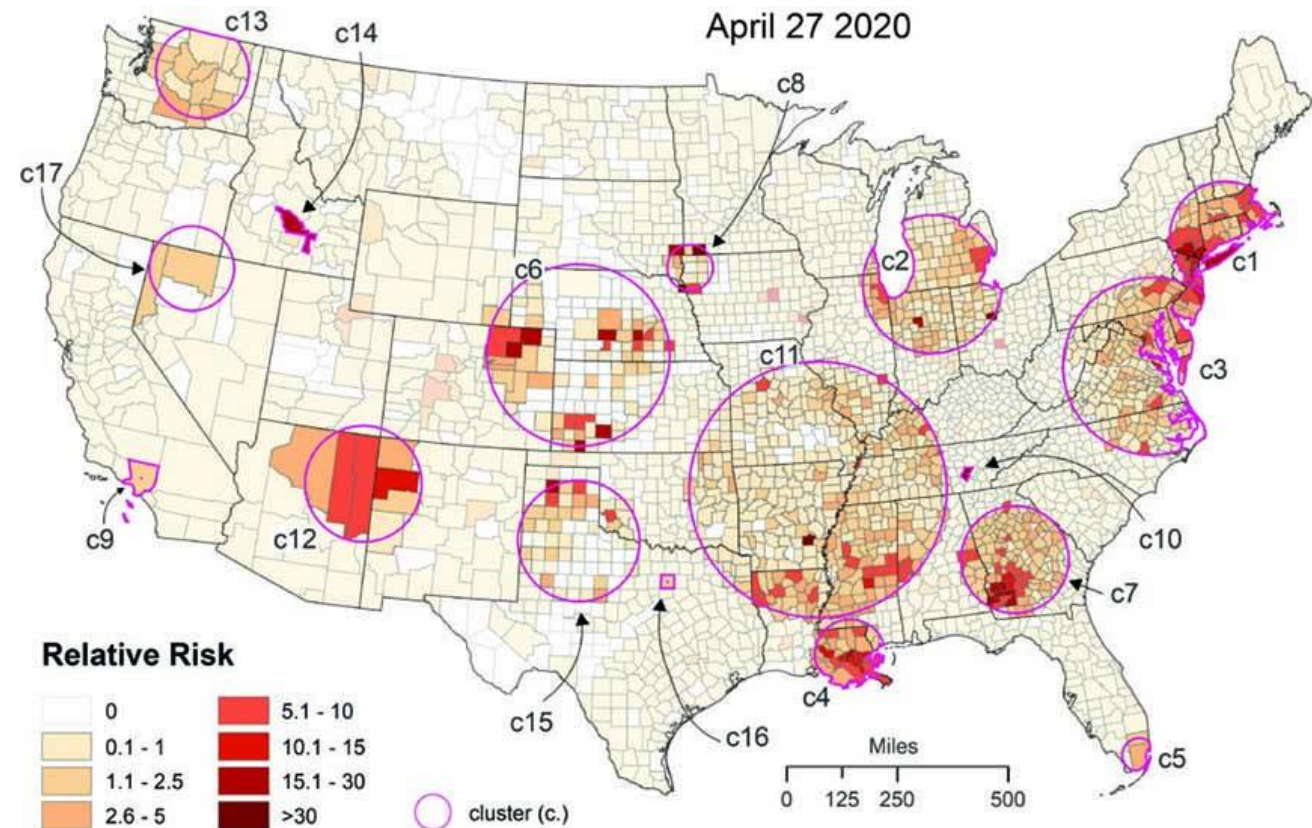 April 27 2020
c13
c14
c8
c17
c6
c2
c1
c11
c3
c9
c12
c10
c7
c15
c16
c4
c5
Relative Risk
0
0.1 - 1
1.1 - 2.5
2.6 - 5
5.1 - 10
10.1 - 15
15.1 - 30
>30
cluster (c.)
Miles
0 125 250 500